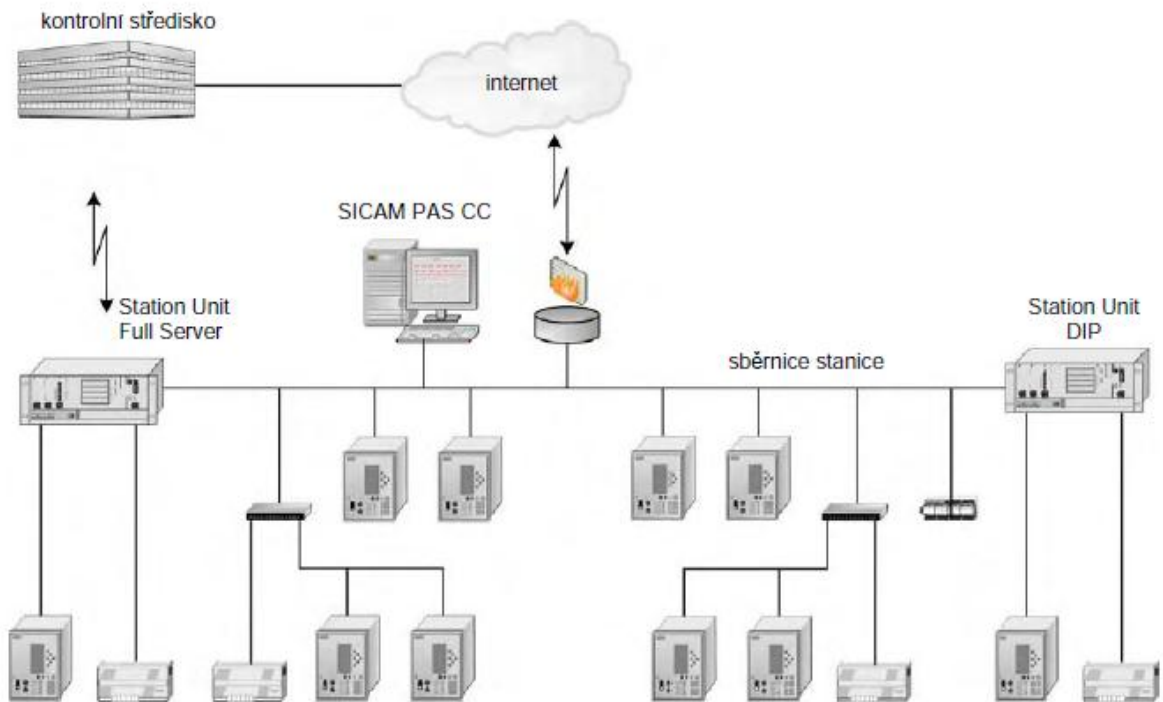 kontrolní středisko
internet
SICAM PAS CC
Station Unit
Full Server
sběrnice stanice
Station Unit
DIP